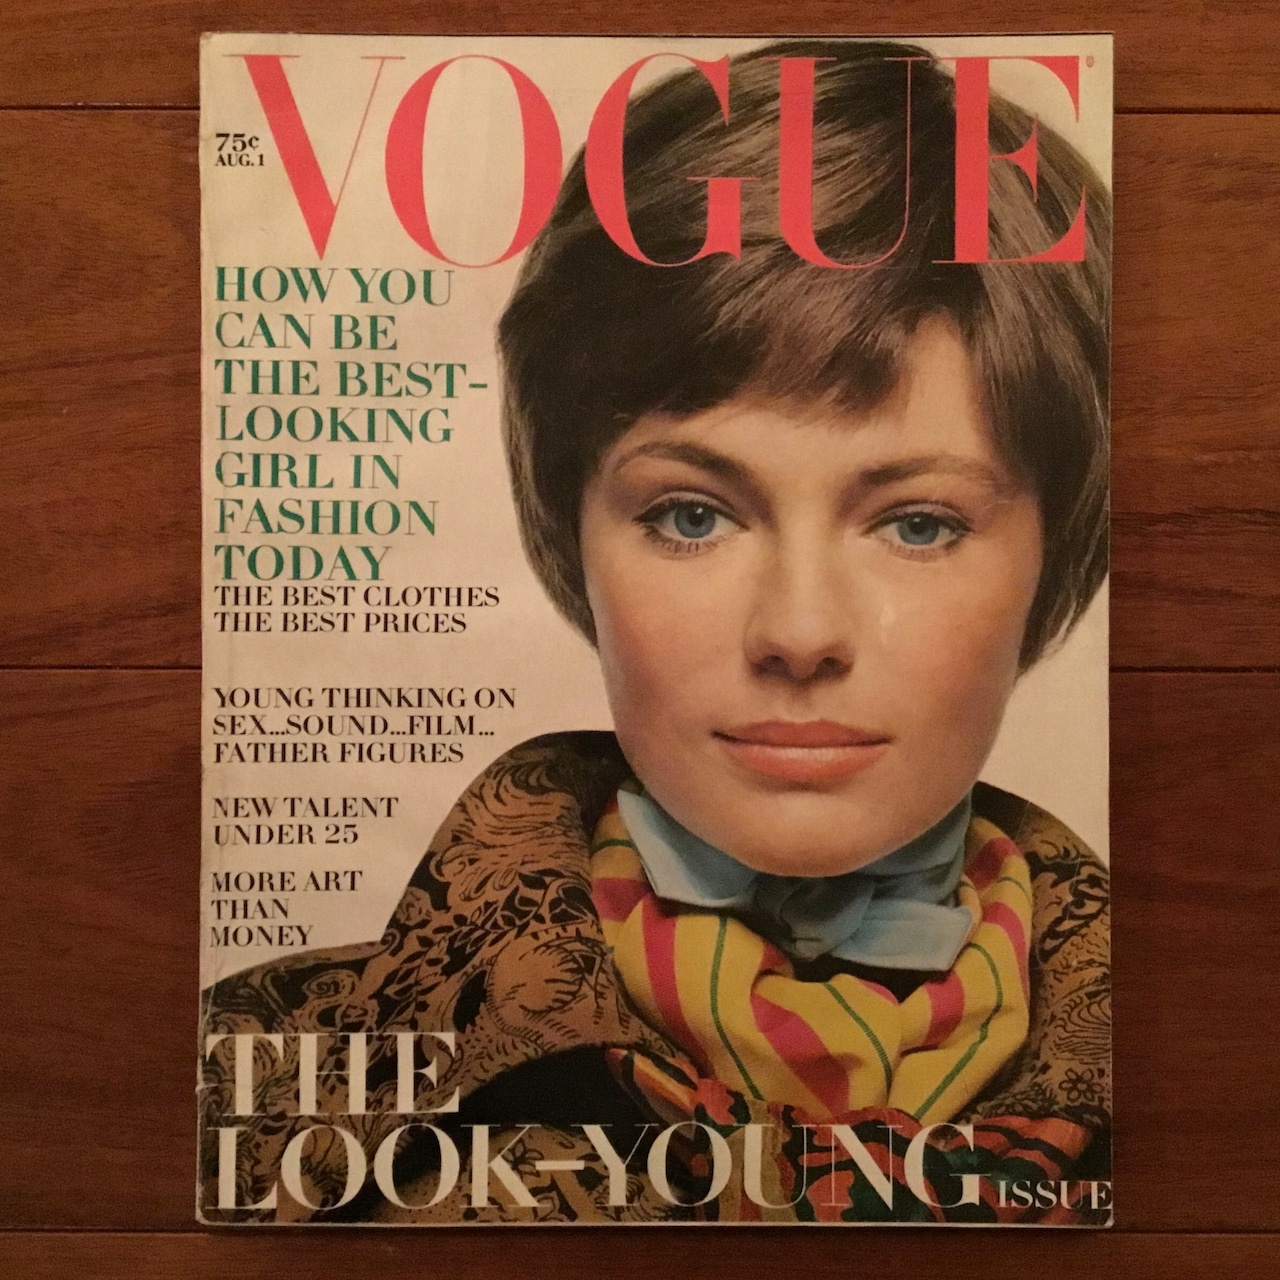 VOGUE
75¢
AUG. 1
HOW YOU
CAN BE
THE BEST-
LOOKING
GIRL IN
FASHION
TODAY
THE BEST CLOTHES
THE BEST PRICES
YOUNG THINKING ON
SEX...SOUND...FILM...
FATHER FIGURES
NEW TALENT
UNDER 25
MORE ART
THAN
MONEY
THE
LOOK-YOUNG ISSUE